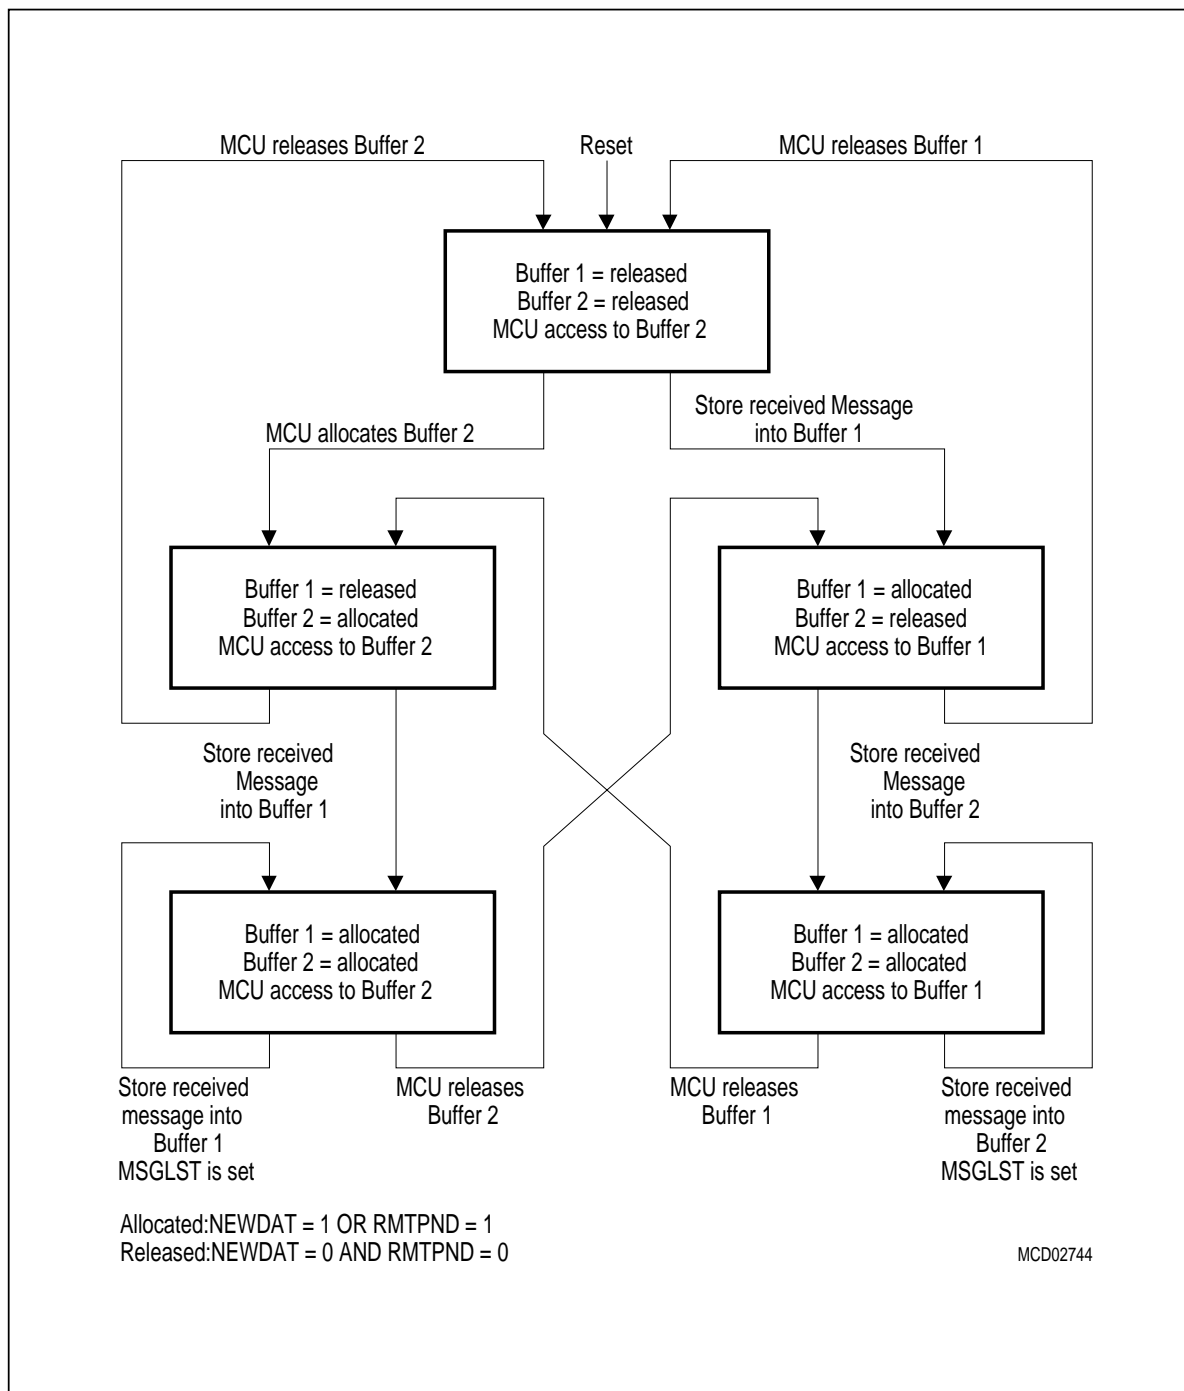 MCU releases Buffer 2
Reset
MCU releases Buffer 1
Buffer 1 = released
Buffer 2 = released
MCU access to Buffer 2
MCU allocates Buffer 2
Store received Message
into Buffer 1
Buffer 1 = released
Buffer 2 = allocated
MCU access to Buffer 2
Buffer 1 = allocated
Buffer 2 = released
MCU access to Buffer 1
Store received
Message
into Buffer 1
Store received
Message
into Buffer 2
Buffer 1 = allocated
Buffer 2 = allocated
MCU access to Buffer 2
Buffer 1 = allocated
Buffer 2 = allocated
MCU access to Buffer 1
Store received
message into
Buffer 1
MSGLST is set
MCU releases
Buffer 2
MCU releases
Buffer 1
Store received
message into
Buffer 2
MSGLST is set
Allocated:NEWDAT = 1 OR RMTPND = 1
Released:NEWDAT = 0 AND RMTPND = 0
MCD02744